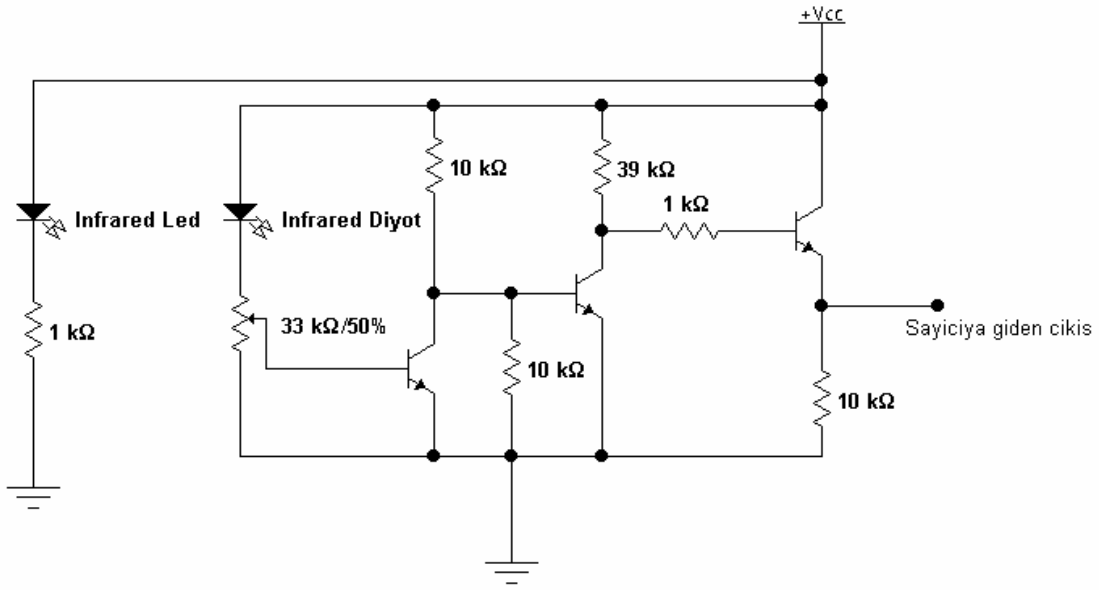 +Vcc
10 kΩ
39 kΩ
1 kΩ
Infrared Led
Infrared Diyot
1 kΩ
33 kΩ/50%
10 kΩ
Sayiciya giden cikis
10 kΩ